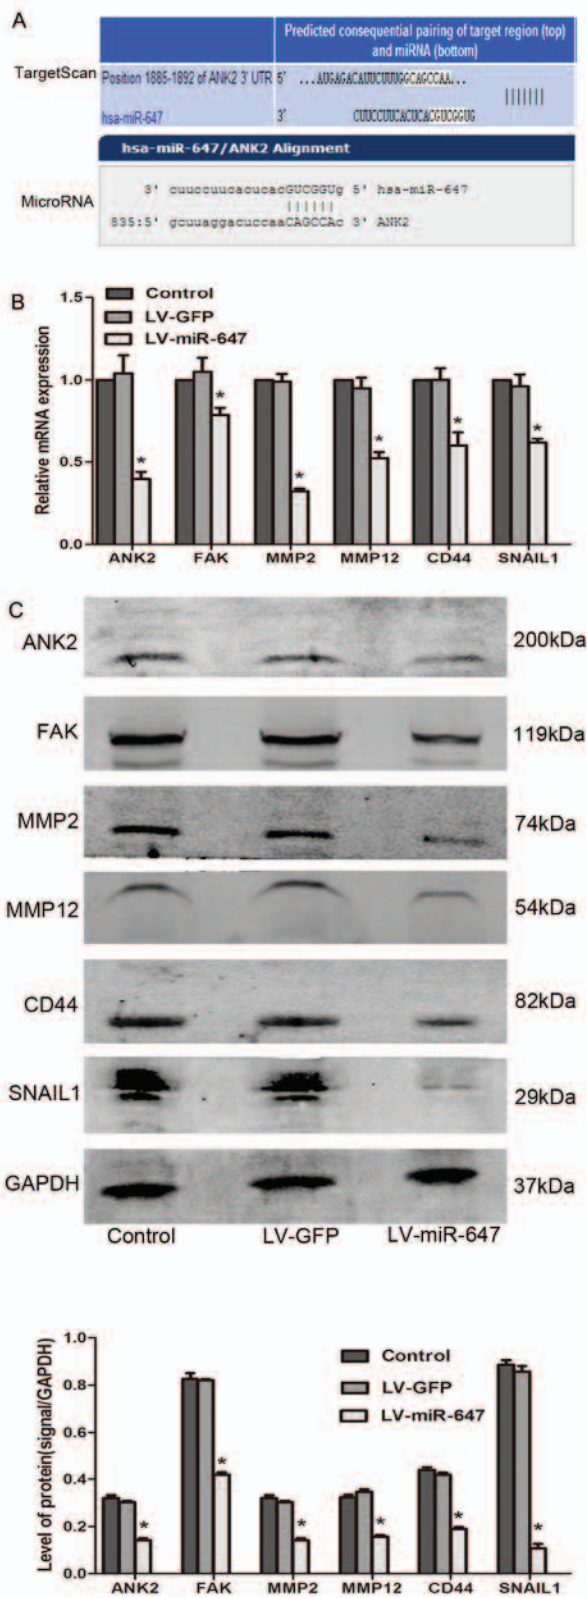 A
Predicted consequential pairing of target region (top)
and miRNA (bottom)
TargetScan
Position 1885-1892 of ANK2 3' UTR 5' ...AUGAGACAUUCUUUGGCAGCCAA...
hsa-miR-647 3' CUUCCUUCACUCACGUCGGUG
hsa-miR-647/ANK2 Alignment
MicroRNA
3' cuuccuucacucacGUCGGUg 5' hsa-miR-647
835:5' gcuuaggacuccaaCAGCCAc 3' ANK2
B
Relative mRNA expression
1.5
1.0
0.5
0.0
Control
LV-GFP
LV-miR-647
* * * * * *
ANK2 FAK MMP2 MMP12 CD44 SNAIL1
C
ANK2 200kDa
FAK 119kDa
MMP2 74kDa
MMP12 54kDa
CD44 82kDa
SNAIL1 29kDa
GAPDH 37kDa
Control LV-GFP LV-miR-647
Level of protein(signal/GAPDH)
1.0
0.8
0.6
0.4
0.2
0.0
Control
LV-GFP
LV-miR-647
* * * * * *
ANK2 FAK MMP2 MMP12 CD44 SNAIL1